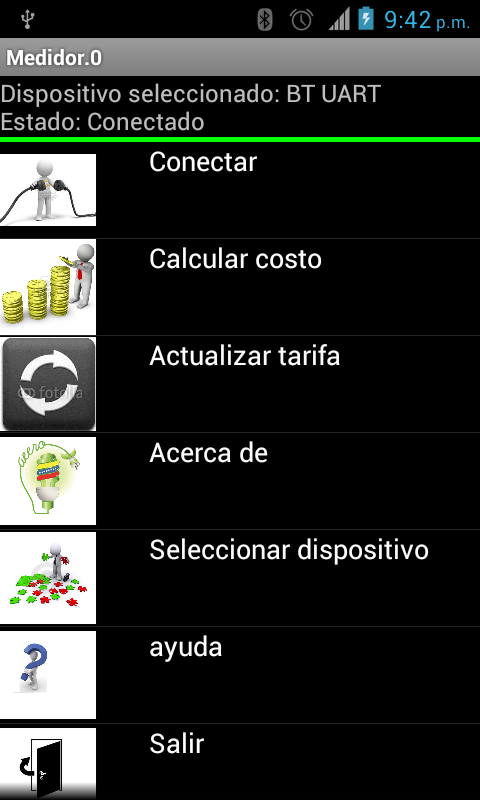 9:42 p.m.
Medidor.0
Dispositivo seleccionado: BT UART
Estado: Conectado
Conectar
Calcular costo
Actualizar tarifa
fotolia
Acerca de
Seleccionar dispositivo
ayuda
Salir